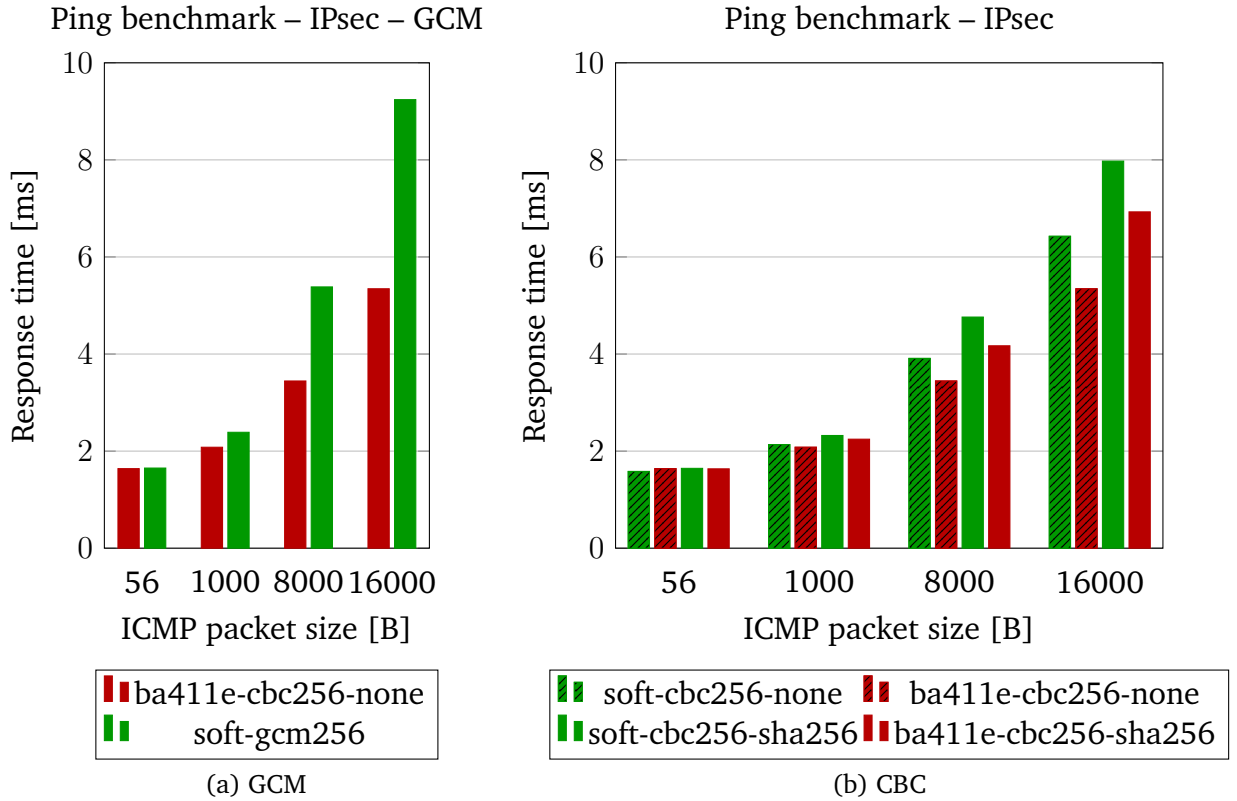 Ping benchmark – IPsec – GCM
10
8
6
4
2
0
Response time [ms]
56 1000 8000 16000
ICMP packet size [B]
ba411e-cbc256-none
soft-gcm256
(a) GCM
Ping benchmark – IPsec
10
8
6
4
2
0
Response time [ms]
56 1000 8000 16000
ICMP packet size [B]
soft-cbc256-none ba411e-cbc256-none
soft-cbc256-sha256 ba411e-cbc256-sha256
(b) CBC